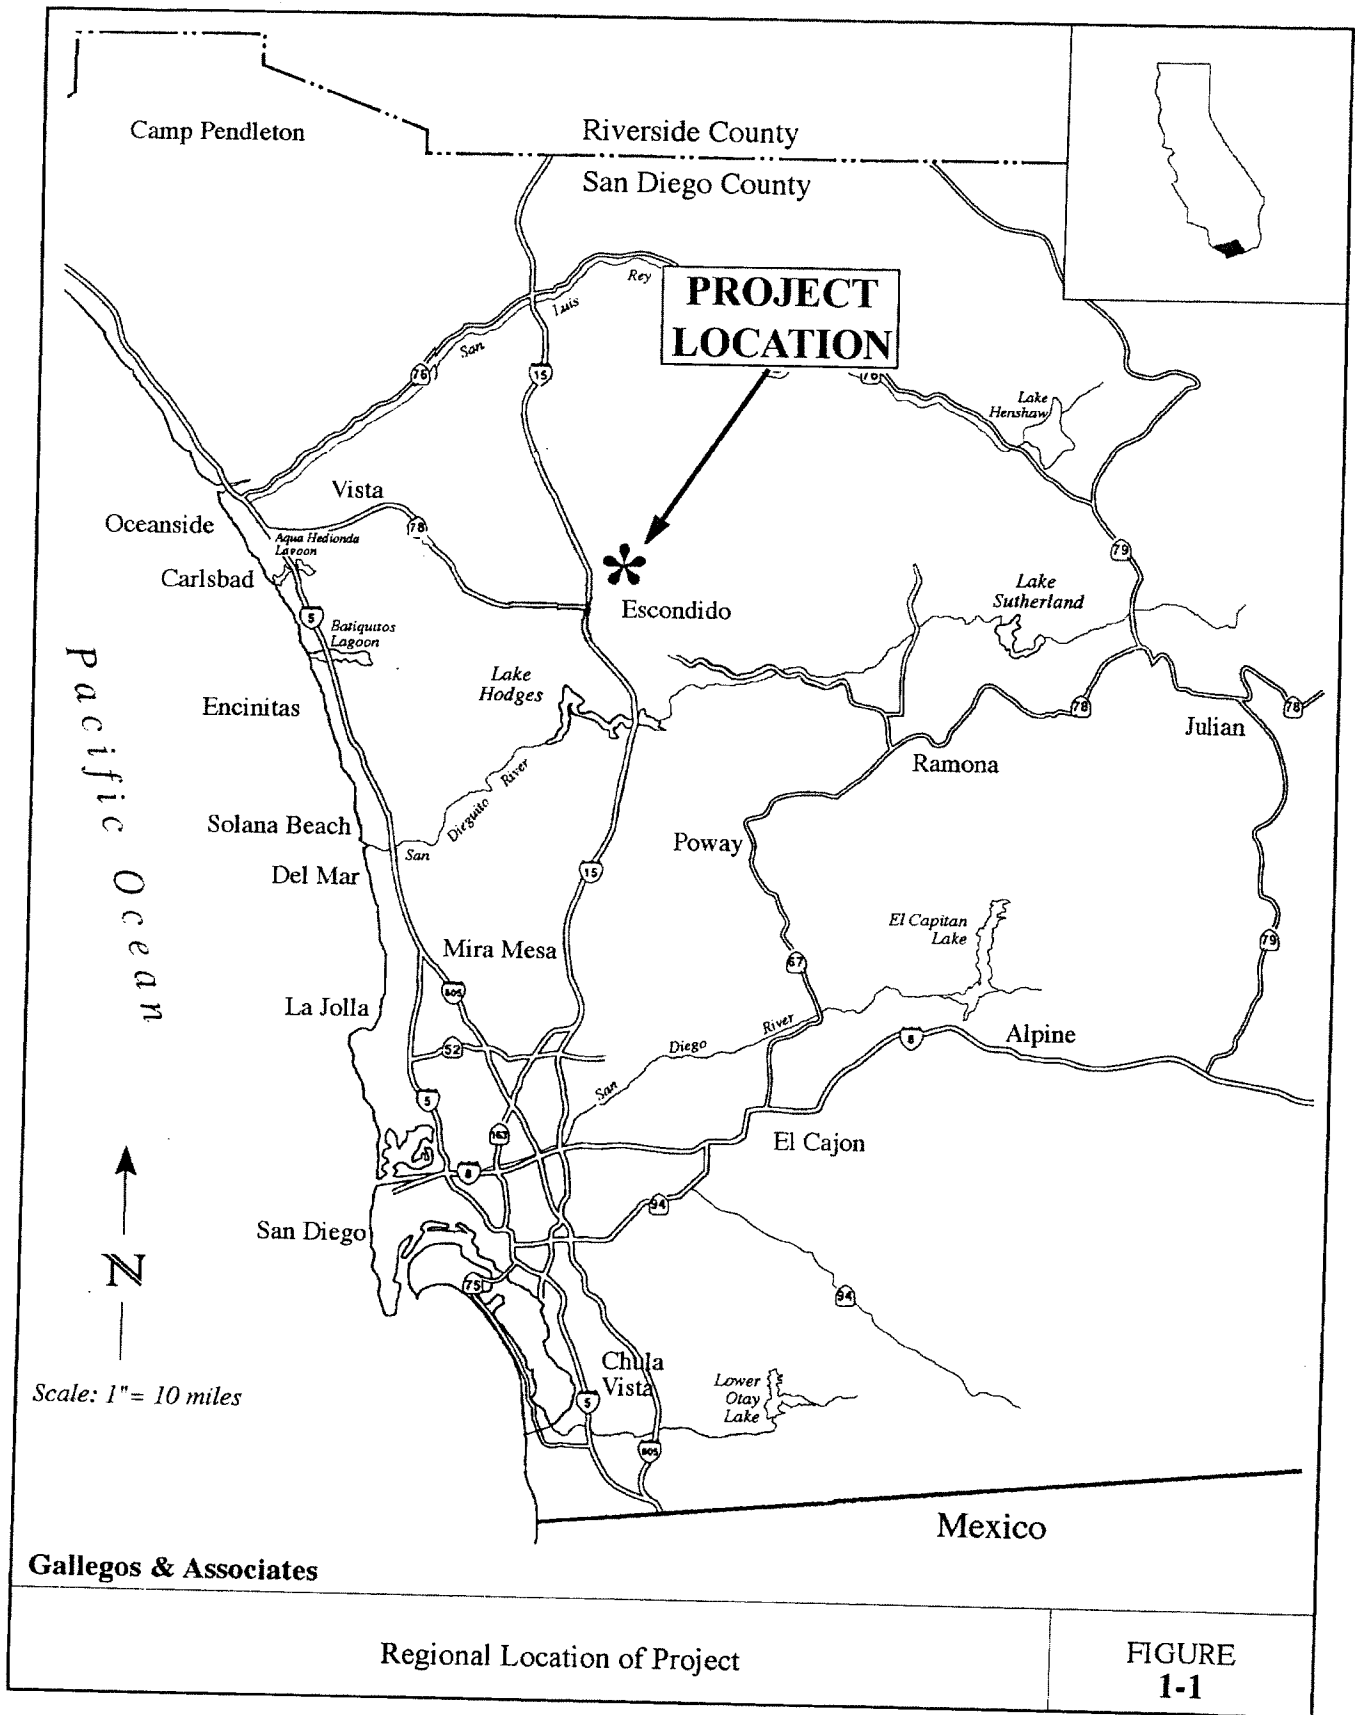 Camp Pendleton
Riverside County
San Diego County
Rey
Luis
San
PROJECT
LOCATION
76
15
76
Lake
Henshaw
Vista
78
Oceanside
Aqua Hedionda
Lagoon
Carlsbad
79
Lake
Sutherland
Escondido
5
Batiquitos
Lagoon
Lake
Hodges
Encinitas
78
78
Julian
Ramona
River
Dieguito
San
Solana Beach
Poway
Del Mar
15
El Capitan
Lake
79
Mira Mesa
67
805
La Jolla
River
Diego
San
8
Alpine
52
5
163
El Cajon
8
94
San Diego
Pacific Ocean
N
75
94
Chula
Vista
Lower
Otay
Lake
5
805
Scale: 1"= 10 miles
Mexico
Gallegos & Associates
Regional Location of Project
FIGURE
1-1